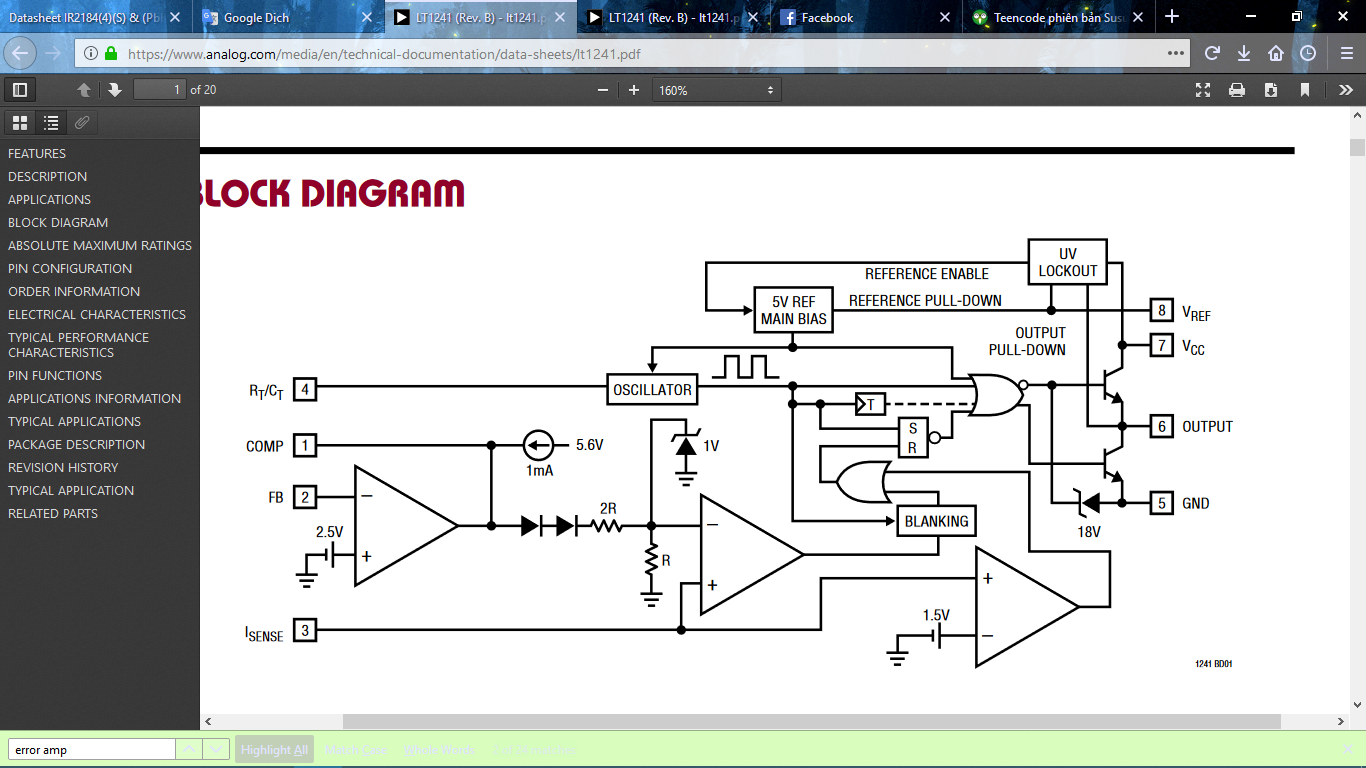 Datasheet IR2184(4)(S) & (Pb
Google Dịch
LT1241 (Rev. B) - lt1241.p
LT1241 (Rev. B) - lt1241.p
Facebook
Teencode phiên bản Susu
https://www.analog.com/media/en/technical-documentation/data-sheets/lt1241.pdf
1 of 20
160%
FEATURES
DESCRIPTION
APPLICATIONS
BLOCK DIAGRAM
ABSOLUTE MAXIMUM RATINGS
PIN CONFIGURATION
ORDER INFORMATION
ELECTRICAL CHARACTERISTICS
TYPICAL PERFORMANCE
CHARACTERISTICS
PIN FUNCTIONS
APPLICATIONS INFORMATION
TYPICAL APPLICATIONS
PACKAGE DESCRIPTION
REVISION HISTORY
TYPICAL APPLICATION
RELATED PARTS
BLOCK DIAGRAM
UV
LOCKOUT
REFERENCE ENABLE
5V REF
MAIN BIAS
REFERENCE PULL-DOWN
8 VREF
OUTPUT
PULL-DOWN
7 VCC
RT/CT 4
OSCILLATOR
T
S
R
6 OUTPUT
COMP 1
5.6V
1mA
1V
FB 2
−
2.5V
+
2R
R
−
+
BLANKING
18V
5 GND
ISENSE 3
+
1.5V
−
1241 BD01
error amp
Highlight All
Match Case
Whole Words